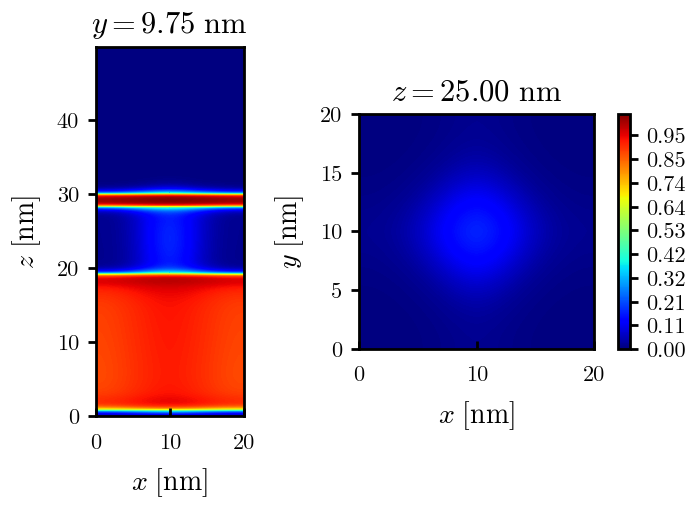 y = 9.75 nm
40
30
20
10
0
z [nm]
0 10 20
x [nm]
z = 25.00 nm
20
15
10
5
0
y [nm]
0 10 20
x [nm]
0.95
0.85
0.74
0.64
0.53
0.42
0.32
0.21
0.11
0.00